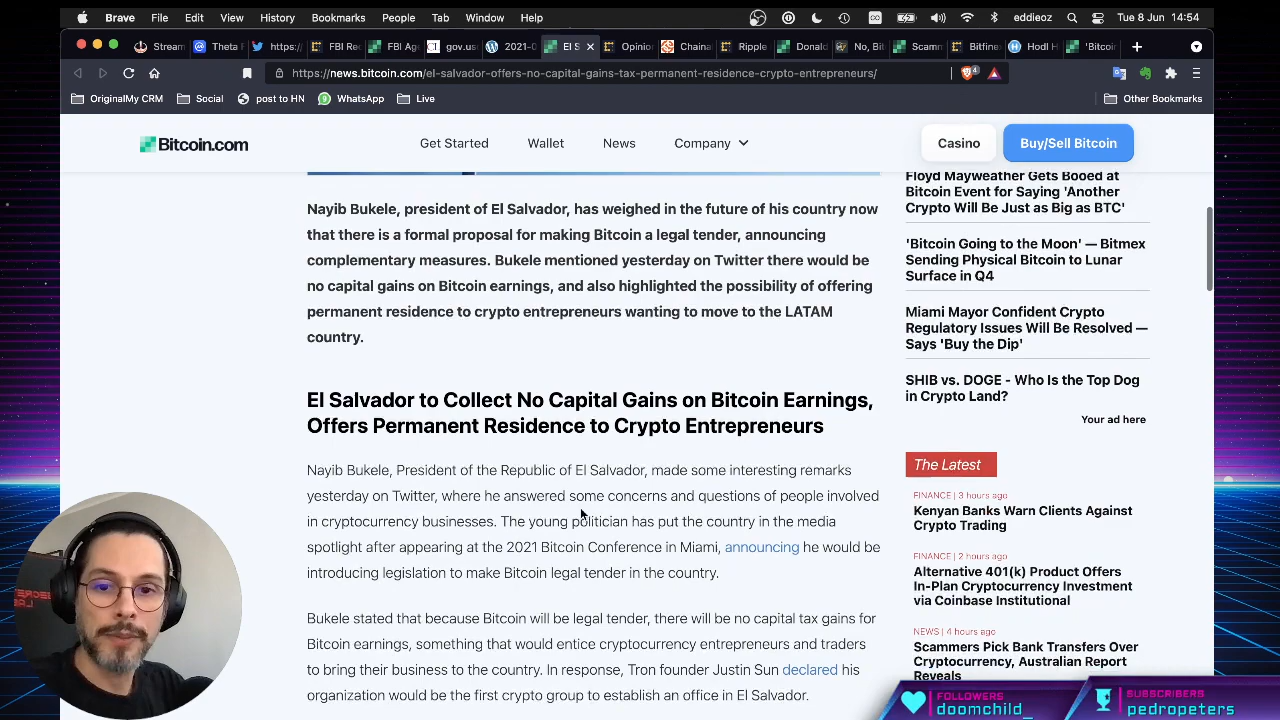 Brave File Edit View History Bookmarks People Tab Window Help eddieoz Tue 8 Jun 14:54
Stream Theta F https:/ FBI Rec FBI Age gov.us 2021-0 El S Opinio Chaina Ripple Donal No, Bit Scamm Bitfine Hodl H 'Bitcoi
https://news.bitcoin.com/el-salvador-offers-no-capital-gains-tax-permanent-residence-crypto-entrepreneurs/ 4
OriginalMy CRM Social post to HN WhatsApp Live Other Bookmarks
Bitcoin.com Get Started Wallet News Company Casino Buy/Sell Bitcoin
Nayib Bukele, president of El Salvador, has weighed in the future of his country now
that there is a formal proposal for making Bitcoin a legal tender, announcing
complementary measures. Bukele mentioned yesterday on Twitter there would be
no capital gains on Bitcoin earnings, and also highlighted the possibility of offering
permanent residence to crypto entrepreneurs wanting to move to the LATAM
country.
El Salvador to Collect No Capital Gains on Bitcoin Earnings,
Offers Permanent Residence to Crypto Entrepreneurs
Nayib Bukele, President of the Republic of El Salvador, made some interesting remarks
yesterday on Twitter, where he some concerns and questions of people involved
in cryptocurrency businesses. The young politician has put the country in the media
spotlight after appearing at the Conference in Miami, announcing he would be
introducing legislation to make Bitcoin legal tender in the country.
Bukele stated that because Bitcoin will be legal tender, there will be no capital tax gains for
Bitcoin earnings, something that would entice cryptocurrency entrepreneurs and traders
to bring their business to the country. In response, Tron founder Justin Sun declared his
organization would be the first crypto group to establish an office in El Salvador.
Floyd Mayweather Gets Booed at
Bitcoin Event for Saying 'Another
Crypto Will Be Just as Big as BTC'
'Bitcoin Going to the Moon' — Bitmex
Sending Physical Bitcoin to Lunar
Surface in Q4
Miami Mayor Confident Crypto
Regulatory Issues Will Be Resolved —
Says 'Buy the Dip'
SHIB vs. DOGE - Who Is the Top Dog
in Crypto Land?
Your ad here
The Latest
FINANCE | 3 hours ago
Kenyan Banks Warn Clients Against
Crypto Trading
FINANCE | 2 hours ago
Alternative 401(k) Product Offers
In-Plan Cryptocurrency Investment
via Coinbase Institutional
NEWS | 4 hours ago
Scammers Pick Bank Transfers Over
Cryptocurrency, Australian Report
Reveals
FOLLOWERS
doomchild_
SUBSCRIBERS
pedropeters